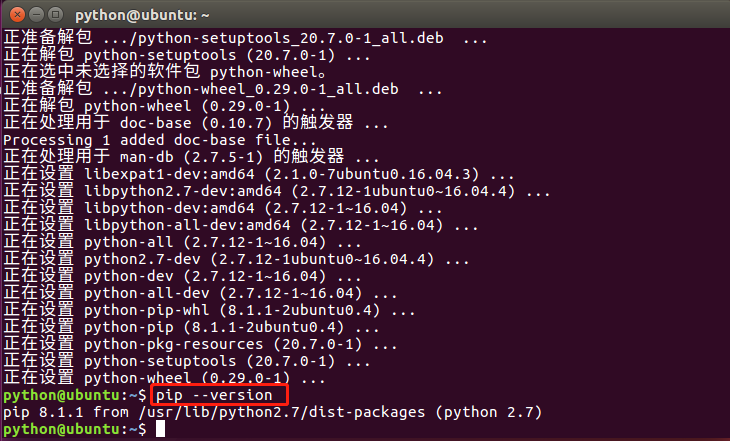 python@ubuntu: ~
正准备解包 .../python-setuptools_20.7.0-1_all.deb ...
正在解包 python-setuptools (20.7.0-1) ...
正在选中未选择的软件包 python-wheel。
正准备解包 .../python-wheel_0.29.0-1_all.deb ...
正在解包 python-wheel (0.29.0-1) ...
正在处理用于 doc-base (0.10.7) 的触发器 ...
Processing 1 added doc-base file...
正在处理用于 man-db (2.7.5-1) 的触发器 ...
正在设置 libexpat1-dev:amd64 (2.1.0-7ubuntu0.16.04.3) ...
正在设置 libpython2.7-dev:amd64 (2.7.12-1ubuntu0~16.04.4) ...
正在设置 libpython-dev:amd64 (2.7.12-1~16.04) ...
正在设置 libpython-all-dev:amd64 (2.7.12-1~16.04) ...
正在设置 python-all (2.7.12-1~16.04) ...
正在设置 python2.7-dev (2.7.12-1ubuntu0~16.04.4) ...
正在设置 python-dev (2.7.12-1~16.04) ...
正在设置 python-all-dev (2.7.12-1~16.04) ...
正在设置 python-pip-whl (8.1.1-2ubuntu0.4) ...
正在设置 python-pip (8.1.1-2ubuntu0.4) ...
正在设置 python-pkg-resources (20.7.0-1) ...
正在设置 python-setuptools (20.7.0-1) ...
正在设置 python-wheel (0.29.0-1) ...
python@ubuntu:~$ pip --version
pip 8.1.1 from /usr/lib/python2.7/dist-packages (python 2.7)
python@ubuntu:~$